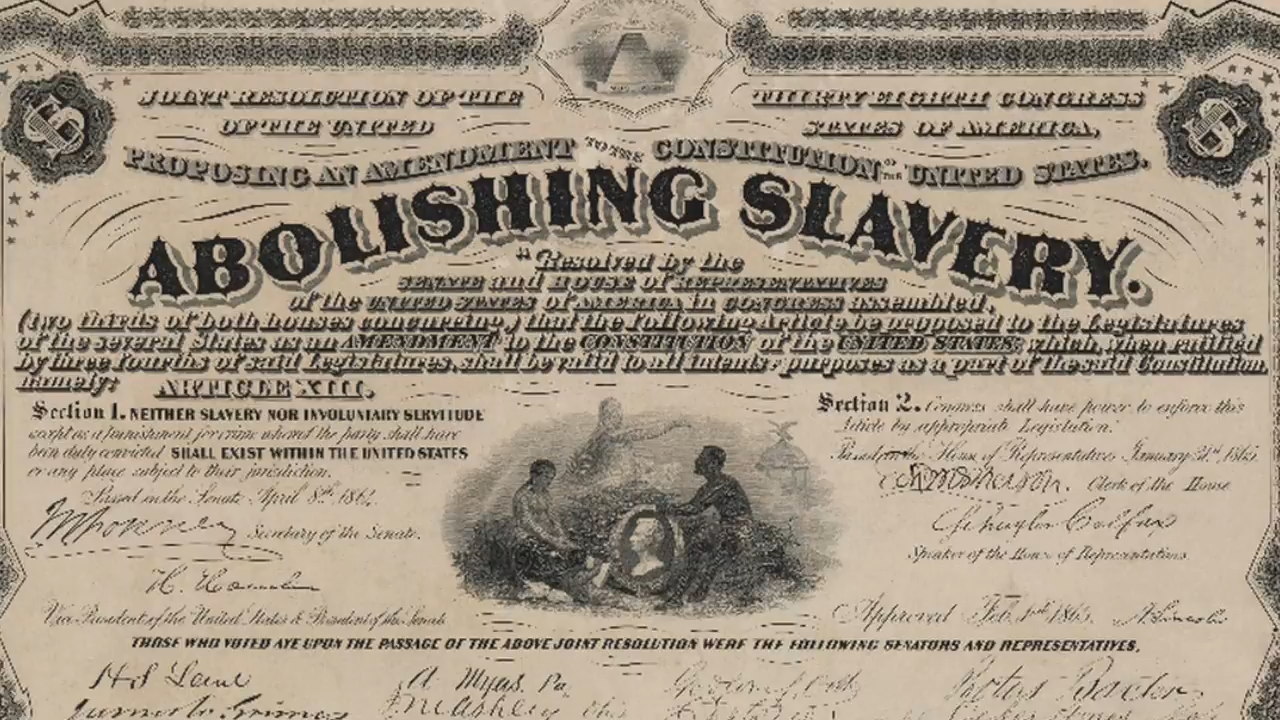 JOINT RESOLUTION OF THE THIRTY EIGHTH CONGRESS
OF THE UNITED STATES OF AMERICA,
PROPOSING AN AMENDMENT TO THE CONSTITUTION OF THE UNITED STATES.
ABOLISHING SLAVERY.
"Resolved by the
SENATE and HOUSE of REPRESENTATIVES
of the UNITED STATES of AMERICA in CONGRESS assembled,
(two thirds of both houses concurring,) that the following Article be proposed to the Legislatures
of the several States as an AMENDMENT to the CONSTITUTION of the UNITED STATES; which, when ratified
by three fourths of said Legislatures, shall be valid to all intents & purposes as a part of the said Constitution,
namely: ARTICLE XIII.
Section 1. NEITHER SLAVERY NOR INVOLUNTARY SERVITUDE
except as a punishment for crime whereof the party shall have
been duly convicted SHALL EXIST WITHIN THE UNITED STATES
or any place subject to their jurisdiction.
Passed in the Senate April 8th 1864.
Secretary of the Senate.
H. Hamlin
Vice President of the United States & President of the Senate
Section 2. Congress shall have power to enforce this
Article by appropriate Legislation.
Passed in the House of Representatives January 31st, 1865.
Clerk of the House
Schuyler Colfax
Speaker of the House of Representatives
Approved Feb. 1st 1865. A. Lincoln
THOSE WHO VOTED AYE UPON THE PASSAGE OF THE ABOVE JOINT RESOLUTION WERE THE FOLLOWING SENATORS AND REPRESENTATIVES.
H S Lane